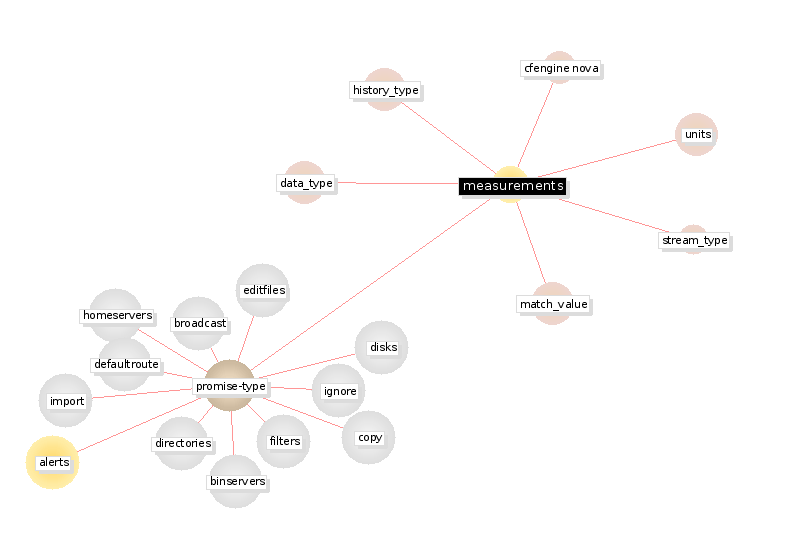 cfengine nova
history_type
units
data_type
measurements
stream_type
editfiles
match_value
homeservers
broadcast
disks
defaultroute
promise-type
ignore
import
copy
directories
filters
alerts
binservers